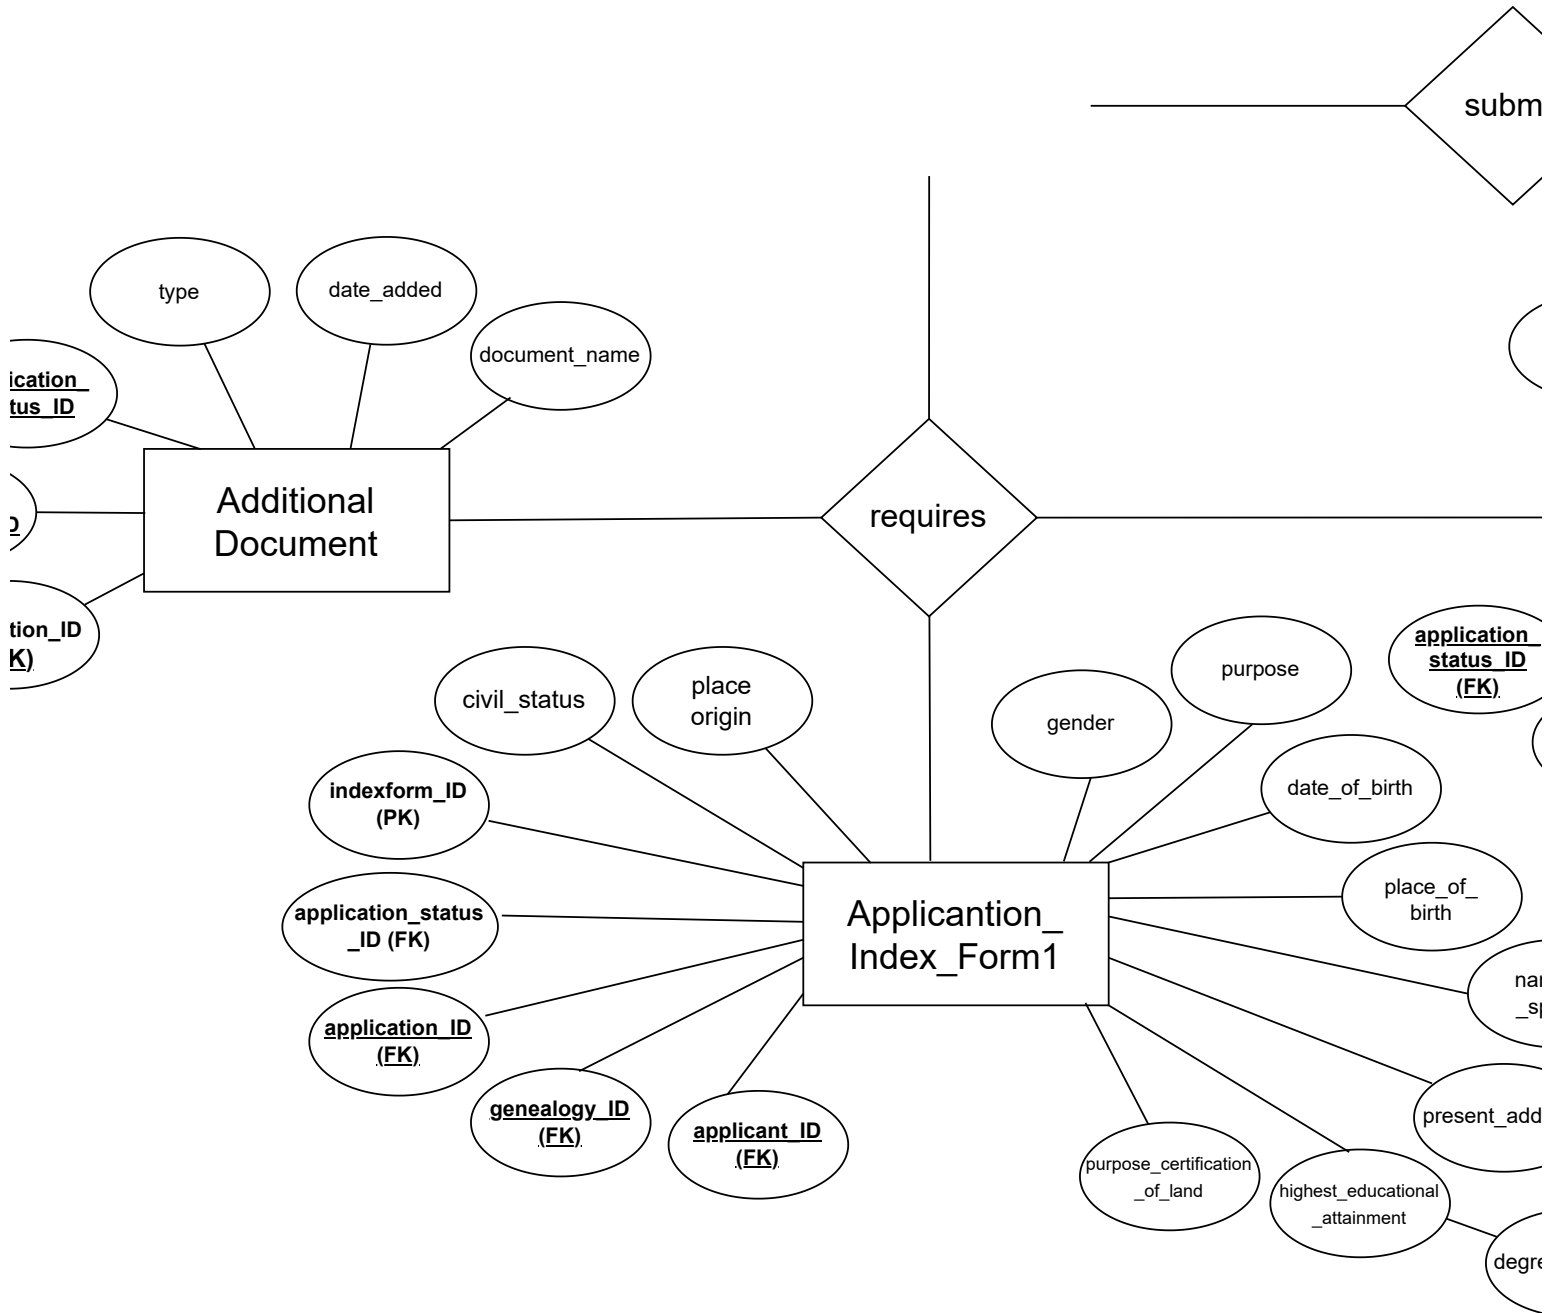 subm
type
date_added
document_name
ication_
tus_ID
Additional
Document
requires
tion_ID
K)
civil_status
place
origin
gender
purpose
application_
status_ID
(FK)
indexform_ID
(PK)
date_of_birth
application_status
_ID (FK)
Applicantion_
Index_Form1
place_of_
birth
application_ID
(FK)
genealogy_ID
(FK)
applicant_ID
(FK)
present_add
purpose_certification
_of_land
highest_educational
_attainment
degre